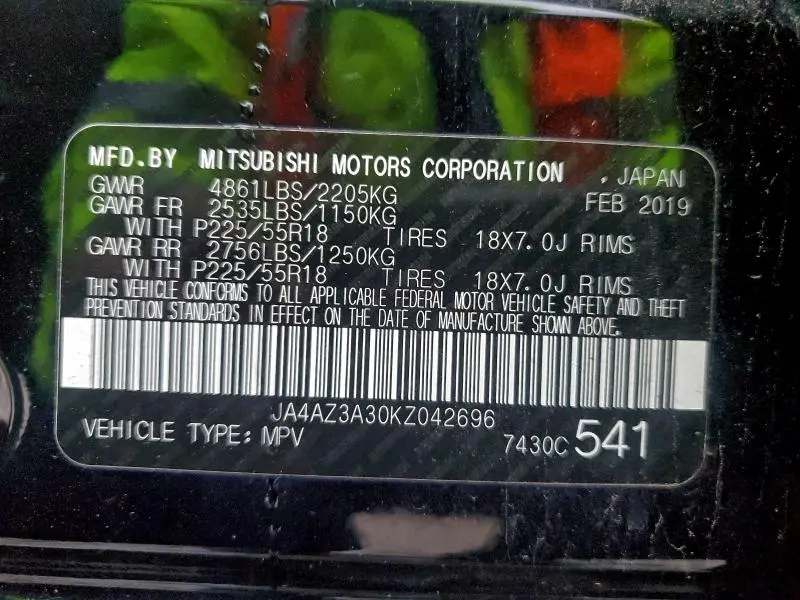 MFD.BY MITSUBISHI MOTORS CORPORATION , JAPAN
GVWR 4861LBS/2205KG FEB 2019
GAWR FR 2535LBS/1150KG
WITH P225/55R18 TIRES 18X7.0J RIMS
GAWR RR 2756LBS/1250KG
WITH P225/55R18 TIRES 18X7.0J RIMS
THIS VEHICLE CONFORMS TO ALL APPLICABLE FEDERAL MOTOR VEHICLE SAFETY AND THEFT
PREVENTION STANDARDS IN EFFECT ON THE DATE OF MANUFACTURE SHOWN ABOVE.
JA4AZ3A30KZ042696
VEHICLE TYPE: MPV 7430C 541